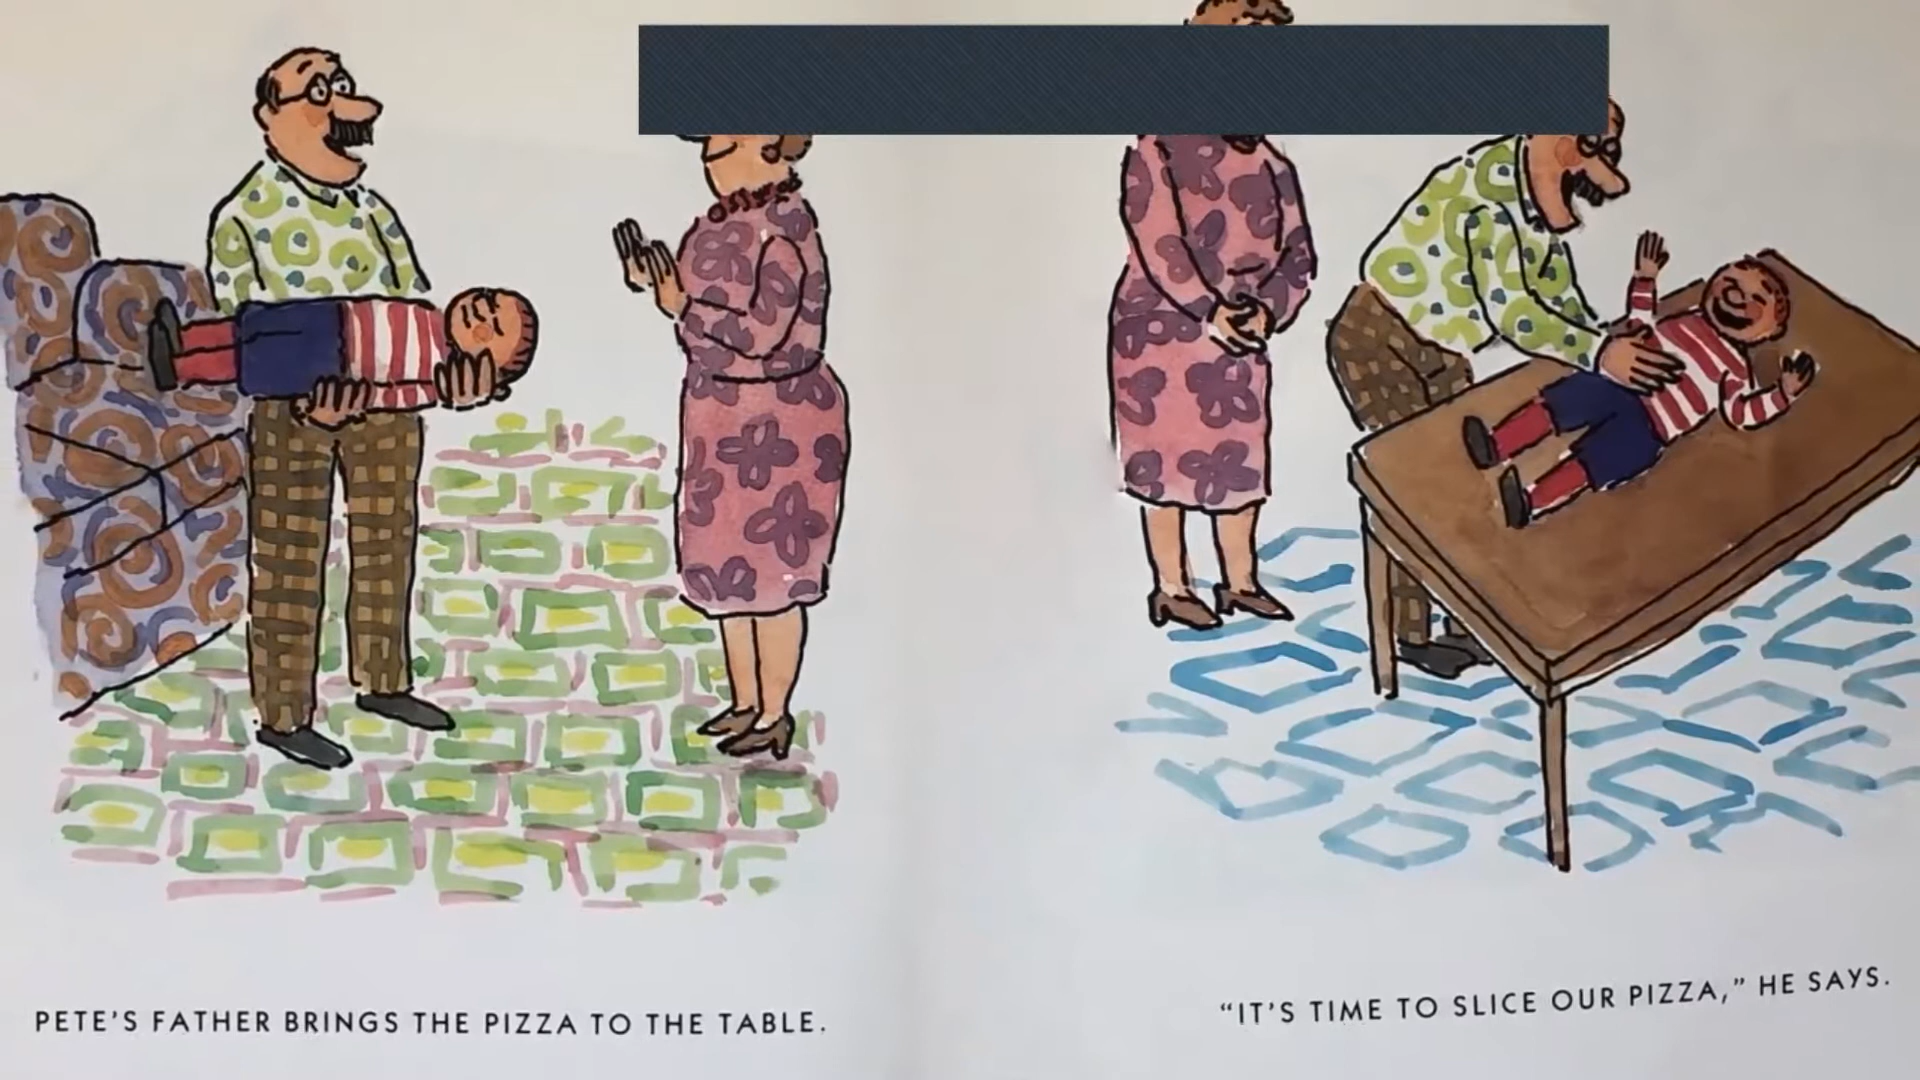 PETE'S FATHER BRINGS THE PIZZA TO THE TABLE.
"IT'S TIME TO SLICE OUR PIZZA," HE SAYS.